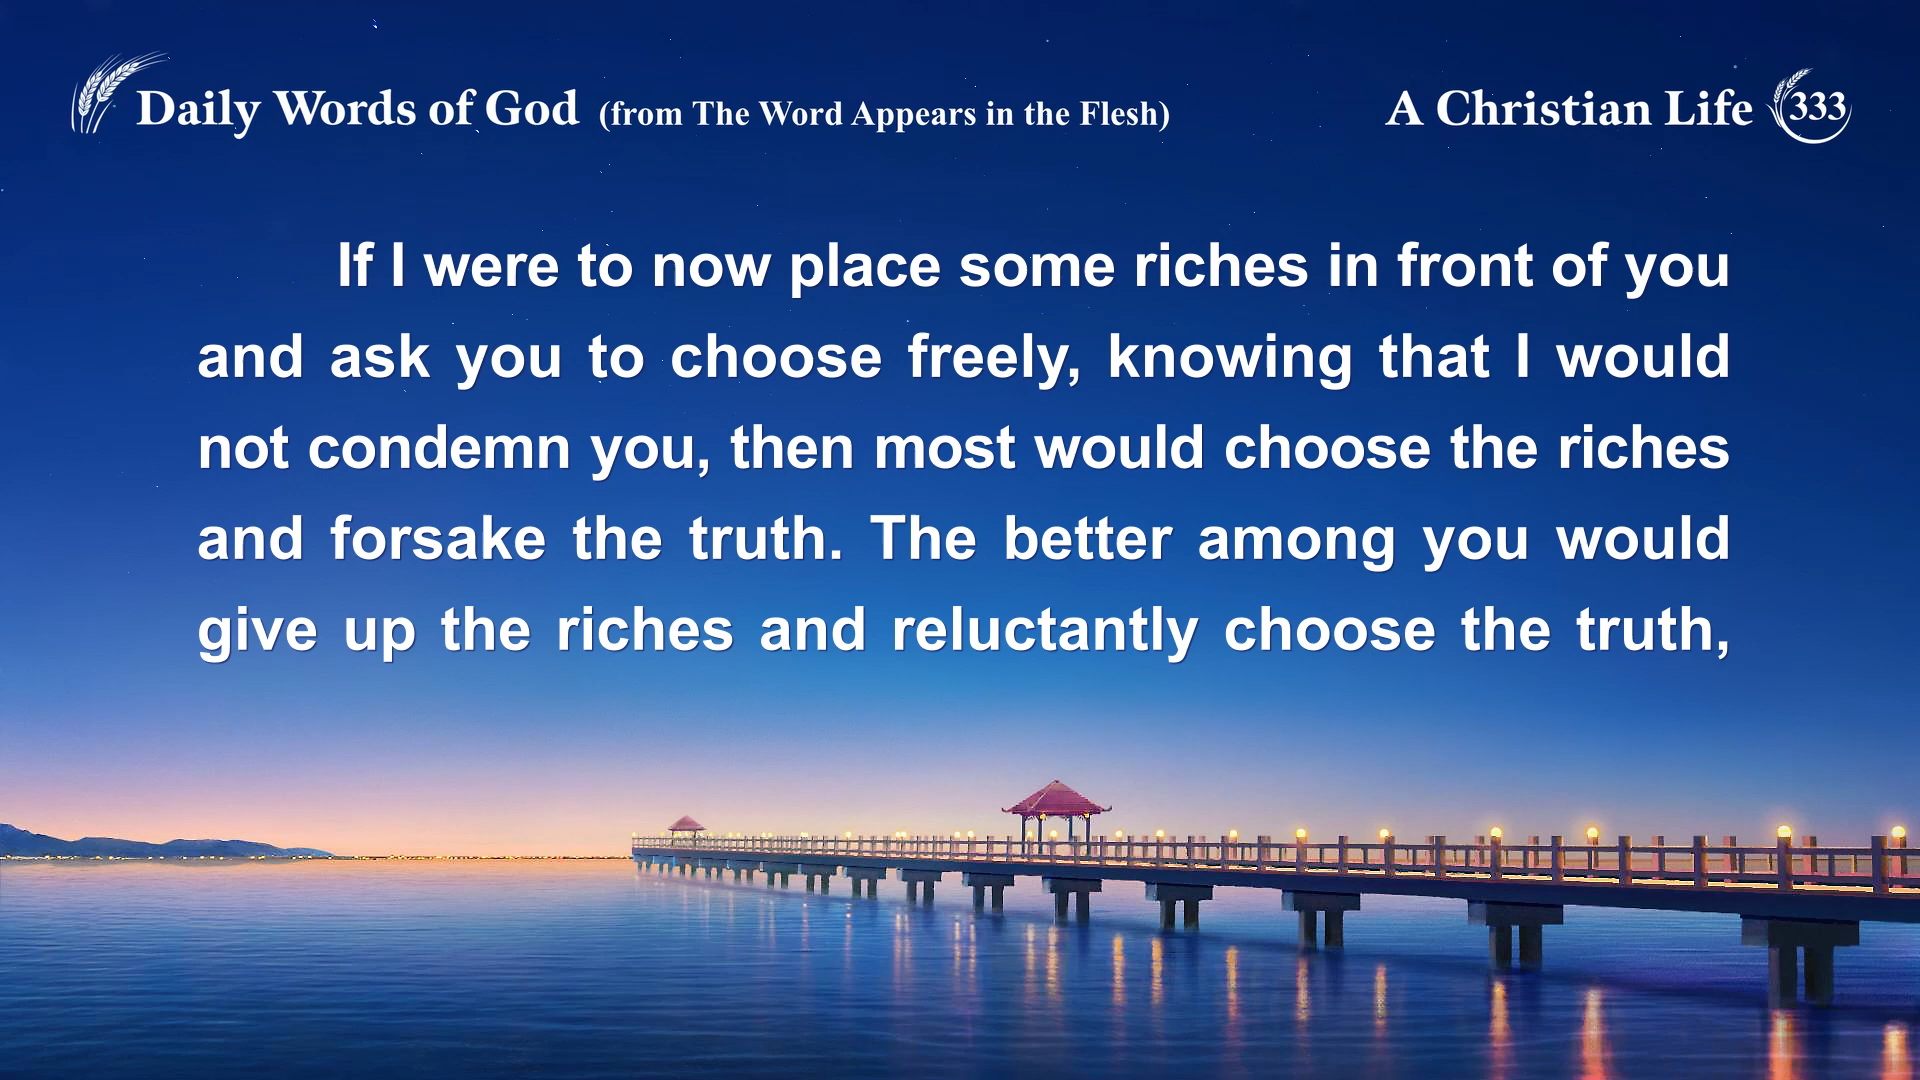 Daily Words of God (from The Word Appears in the Flesh)
A Christian Life 333
If I were to now place some riches in front of you
and ask you to choose freely, knowing that I would
not condemn you, then most would choose the riches
and forsake the truth. The better among you would
give up the riches and reluctantly choose the truth,